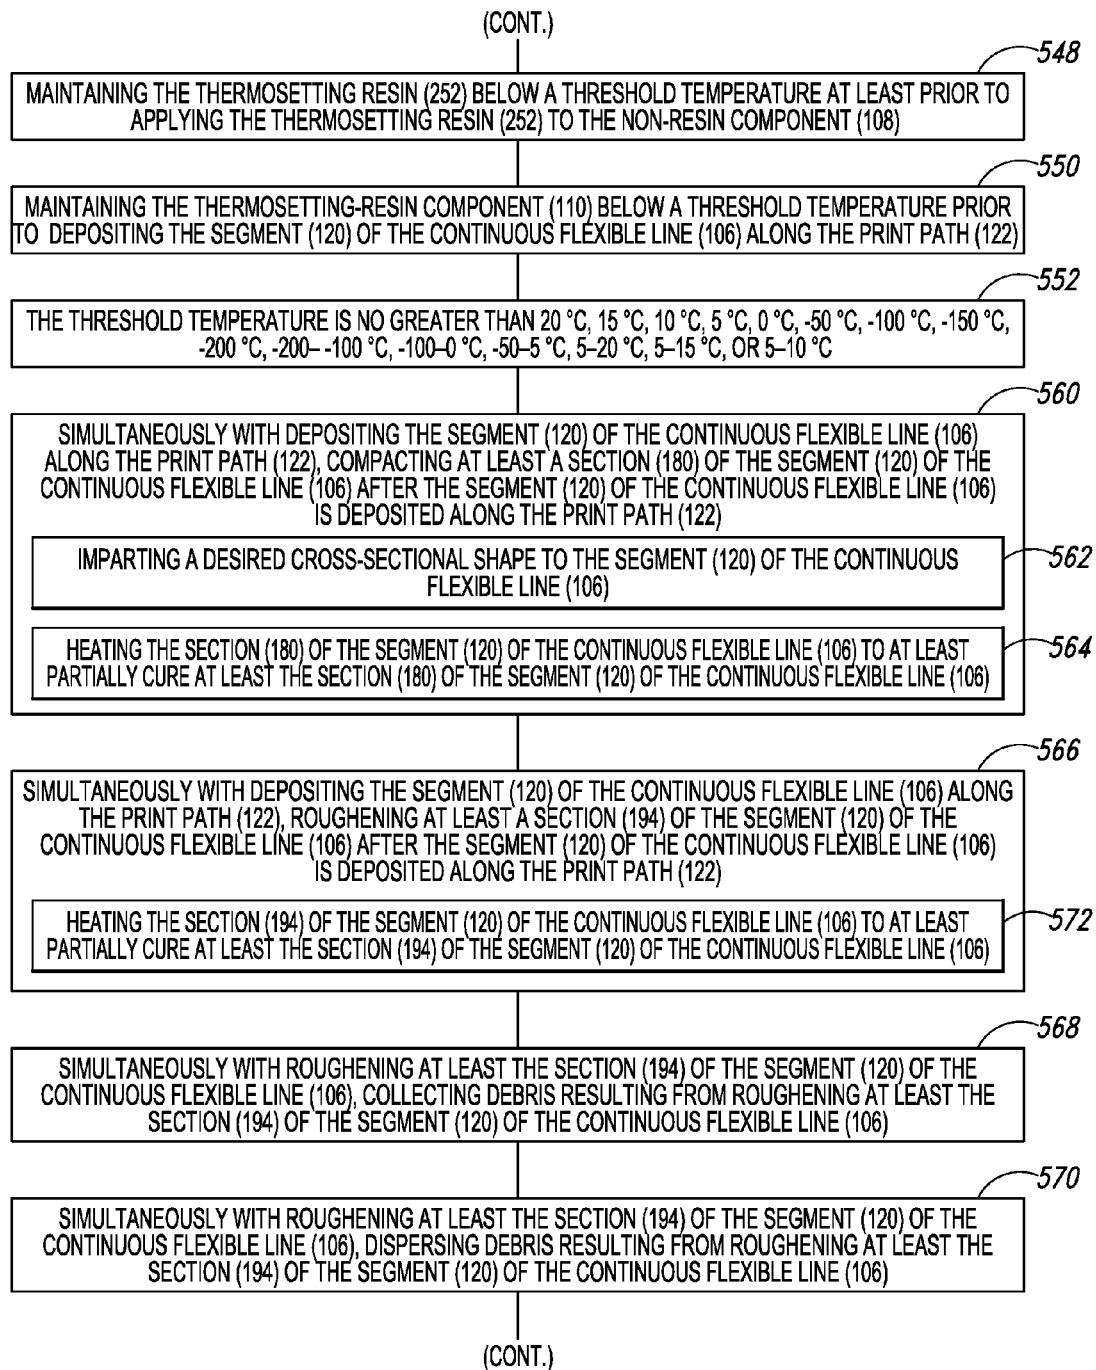 (CONT.)
548
MAINTAINING THE THERMOSETTING RESIN (252) BELOW A THRESHOLD TEMPERATURE AT LEAST PRIOR TO
APPLYING THE THERMOSETTING RESIN (252) TO THE NON-RESIN COMPONENT (108)
550
MAINTAINING THE THERMOSETTING-RESIN COMPONENT (110) BELOW A THRESHOLD TEMPERATURE PRIOR
TO DEPOSITING THE SEGMENT (120) OF THE CONTINUOUS FLEXIBLE LINE (106) ALONG THE PRINT PATH (122)
552
THE THRESHOLD TEMPERATURE IS NO GREATER THAN 20 °C, 15 °C, 10 °C, 5 °C, 0 °C, -50 °C, -100 °C, -150 °C,
-200 °C, -200– -100 °C, -100–0 °C, -50–5 °C, 5–20 °C, 5–15 °C, OR 5–10 °C
560
SIMULTANEOUSLY WITH DEPOSITING THE SEGMENT (120) OF THE CONTINUOUS FLEXIBLE LINE (106)
ALONG THE PRINT PATH (122), COMPACTING AT LEAST A SECTION (180) OF THE SEGMENT (120) OF THE
CONTINUOUS FLEXIBLE LINE (106) AFTER THE SEGMENT (120) OF THE CONTINUOUS FLEXIBLE LINE (106)
IS DEPOSITED ALONG THE PRINT PATH (122)
562
IMPARTING A DESIRED CROSS-SECTIONAL SHAPE TO THE SEGMENT (120) OF THE CONTINUOUS
FLEXIBLE LINE (106)
564
HEATING THE SECTION (180) OF THE SEGMENT (120) OF THE CONTINUOUS FLEXIBLE LINE (106) TO AT LEAST
PARTIALLY CURE AT LEAST THE SECTION (180) OF THE SEGMENT (120) OF THE CONTINUOUS FLEXIBLE LINE (106)
566
SIMULTANEOUSLY WITH DEPOSITING THE SEGMENT (120) OF THE CONTINUOUS FLEXIBLE LINE (106) ALONG
THE PRINT PATH (122), ROUGHENING AT LEAST A SECTION (194) OF THE SEGMENT (120) OF THE
CONTINUOUS FLEXIBLE LINE (106) AFTER THE SEGMENT (120) OF THE CONTINUOUS FLEXIBLE LINE (106)
IS DEPOSITED ALONG THE PRINT PATH (122)
572
HEATING THE SECTION (194) OF THE SEGMENT (120) OF THE CONTINUOUS FLEXIBLE LINE (106) TO AT LEAST
PARTIALLY CURE AT LEAST THE SECTION (194) OF THE SEGMENT (120) OF THE CONTINUOUS FLEXIBLE LINE (106)
568
SIMULTANEOUSLY WITH ROUGHENING AT LEAST THE SECTION (194) OF THE SEGMENT (120) OF THE
CONTINUOUS FLEXIBLE LINE (106), COLLECTING DEBRIS RESULTING FROM ROUGHENING AT LEAST THE
SECTION (194) OF THE SEGMENT (120) OF THE CONTINUOUS FLEXIBLE LINE (106)
570
SIMULTANEOUSLY WITH ROUGHENING AT LEAST THE SECTION (194) OF THE SEGMENT (120) OF THE
CONTINUOUS FLEXIBLE LINE (106), DISPERSING DEBRIS RESULTING FROM ROUGHENING AT LEAST THE
SECTION (194) OF THE SEGMENT (120) OF THE CONTINUOUS FLEXIBLE LINE (106)
(CONT.)